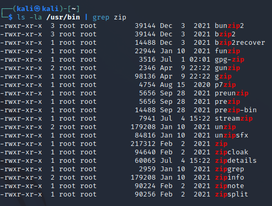 (kali㉿kali)-[~]
$ ls -la /usr/bin | grep zip
-rwxr-xr-x 3 root root 39144 Dec 3 2021 bunzip2
-rwxr-xr-x 3 root root 39144 Dec 3 2021 bzip2
-rwxr-xr-x 1 root root 14488 Dec 3 2021 bzip2recover
-rwxr-xr-x 1 root root 22944 Jan 10 2021 funzip
-rwxr-xr-x 1 root root 3516 Jul 1 02:01 gpg-zip
-rwxr-xr-x 2 root root 2346 Apr 9 22:22 gunzip
-rwxr-xr-x 1 root root 98136 Apr 9 22:22 gzip
-rwxr-xr-x 1 root root 4754 Aug 15 2020 p7zip
-rwxr-xr-x 1 root root 5656 Sep 28 2021 preunzip
-rwxr-xr-x 1 root root 5656 Sep 28 2021 prezip
-rwxr-xr-x 1 root root 14488 Sep 28 2021 prezip-bin
-rwxr-xr-x 1 root root 7941 Jul 4 15:22 streamzip
-rwxr-xr-x 2 root root 179208 Jan 10 2021 unzip
-rwxr-xr-x 1 root root 84816 Jan 10 2021 unzipsfx
-rwxr-xr-x 1 root root 217312 Feb 2 2021 zip
-rwxr-xr-x 1 root root 94640 Feb 2 2021 zipcloak
-rwxr-xr-x 1 root root 60065 Jul 4 15:22 zipdetails
-rwxr-xr-x 1 root root 2959 Jan 10 2021 zipgrep
-rwxr-xr-x 2 root root 179208 Jan 10 2021 zipinfo
-rwxr-xr-x 1 root root 90224 Feb 2 2021 zipnote
-rwxr-xr-x 1 root root 90256 Feb 2 2021 zipsplit